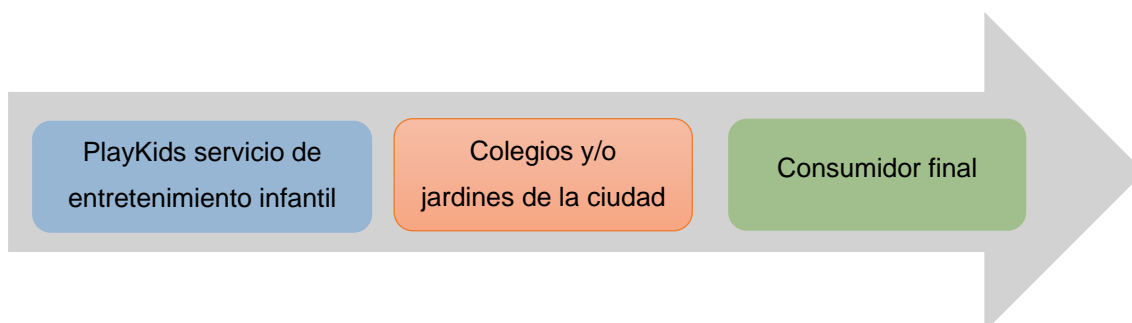 PlayKids servicio de
entretenimiento infantil
Colegios y/o
jardines de la ciudad
Consumidor final